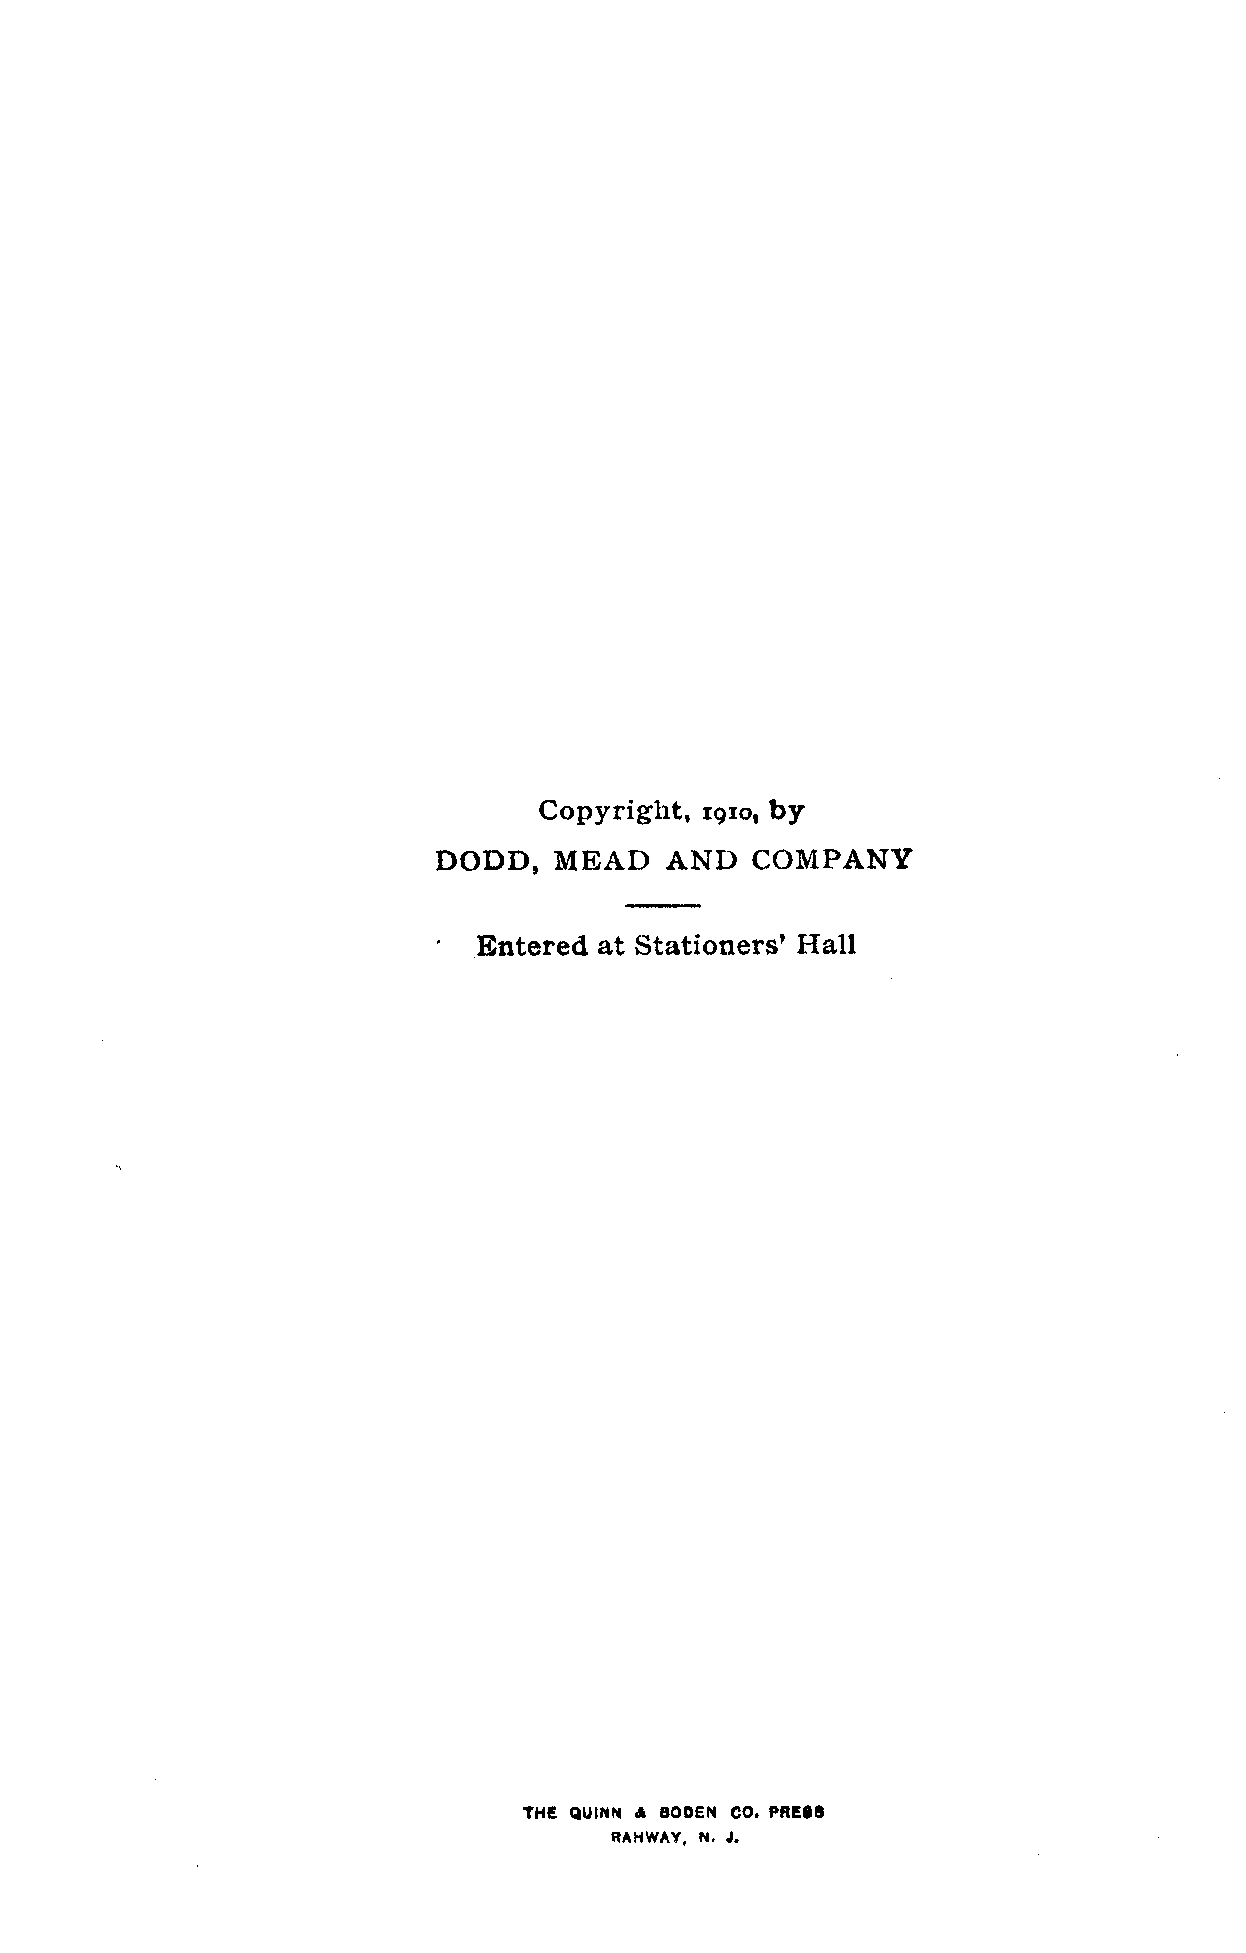 Copyright, 1910, by
DODD, MEAD AND COMPANY
Entered at Stationers' Hall
THE QUINN & BODEN CO. PRESS
RAHWAY, N. J.